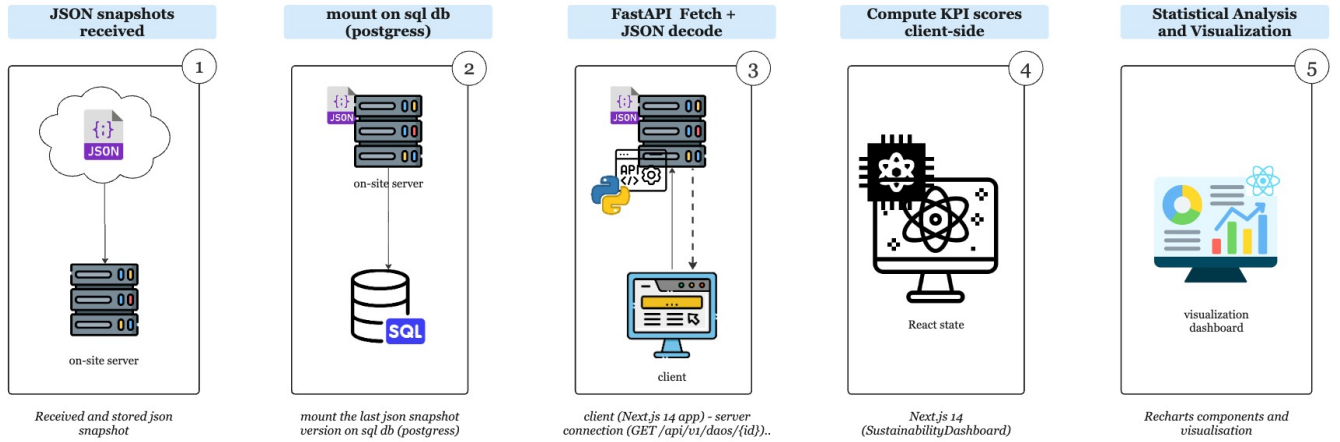 JSON snapshots
received
1
{;}
JSON
on-site server
Received and stored json
snapshot
mount on sql db
(postgress)
2
{;}
JSON
on-site server
SQL
mount the last json snapshot
version on sql db (postgress)
FastAPI Fetch +
JSON decode
3
{;}
JSON
API
</>
client
client (Next.js 14 app) - server
connection (GET /api/v1/daos/{id})..
Compute KPI scores
client-side
4
React state
Next.js 14
(SustainabilityDashboard)
Statistical Analysis
and Visualization
5
visualization
dashboard
Recharts components and
visualisation